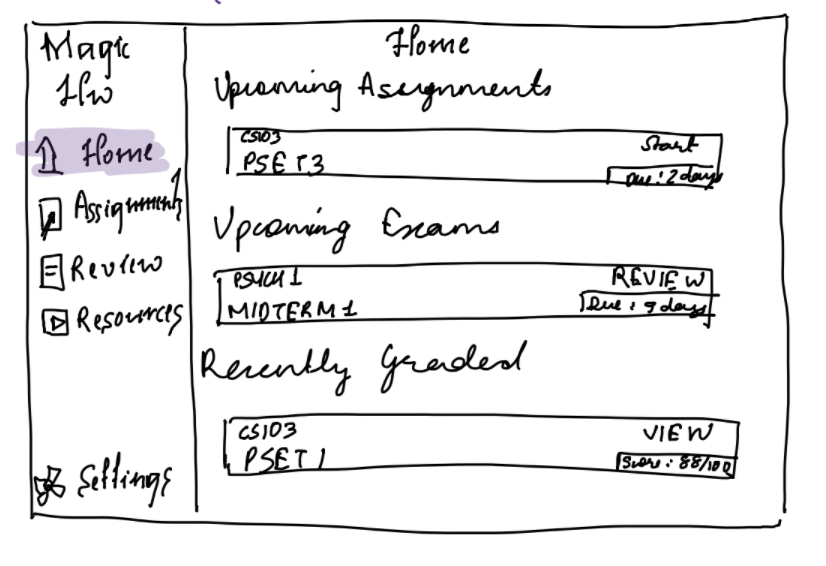 Magic
Hw
Home
Assignments
Review
Resources
Settings
Home
Upcoming Assignments
CS103
Start
PSET3
Due: 2 days
Upcoming Exams
PSYCH 1
REVIEW
MIDTERM 1
Due: 9 days
Recently Graded
CS103
VIEW
PSET 1
Score: 88/100